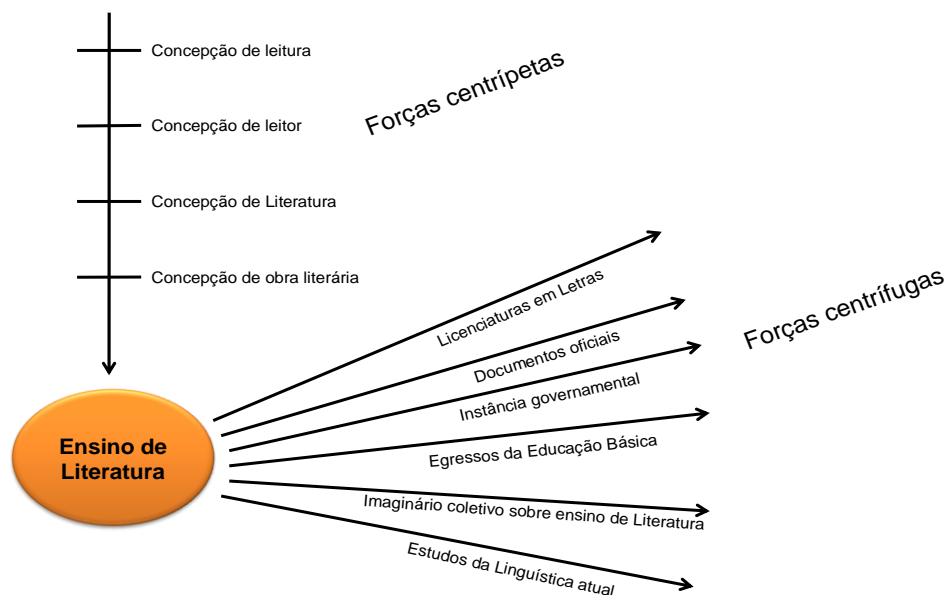 Concepção de leitura
Forças centrípetas
Concepção de leitor
Concepção de Literatura
Concepção de obra literária
Licenciaturas em Letras
Forças centrífugas
Documentos oficiais
Instância governamental
Ensino de
Literatura
Egressos da Educação Básica
Imaginário coletivo sobre ensino de Literatura
Estudos da Linguística atual